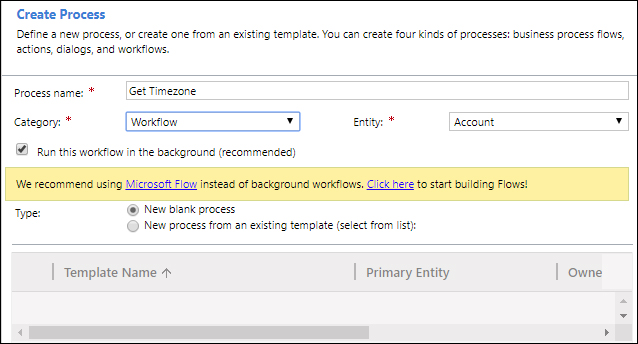 Create Process
Define a new process, or create one from an existing template. You can create four kinds of processes: business process flows,
actions, dialogs, and workflows.
Process name: * Get Timezone
Category: * Workflow Entity: * Account
Run this workflow in the background (recommended)
We recommend using Microsoft Flow instead of background workflows. Click here to start building Flows!
Type: New blank process
New process from an existing template (select from list):
Template Name ↑ Primary Entity Owne